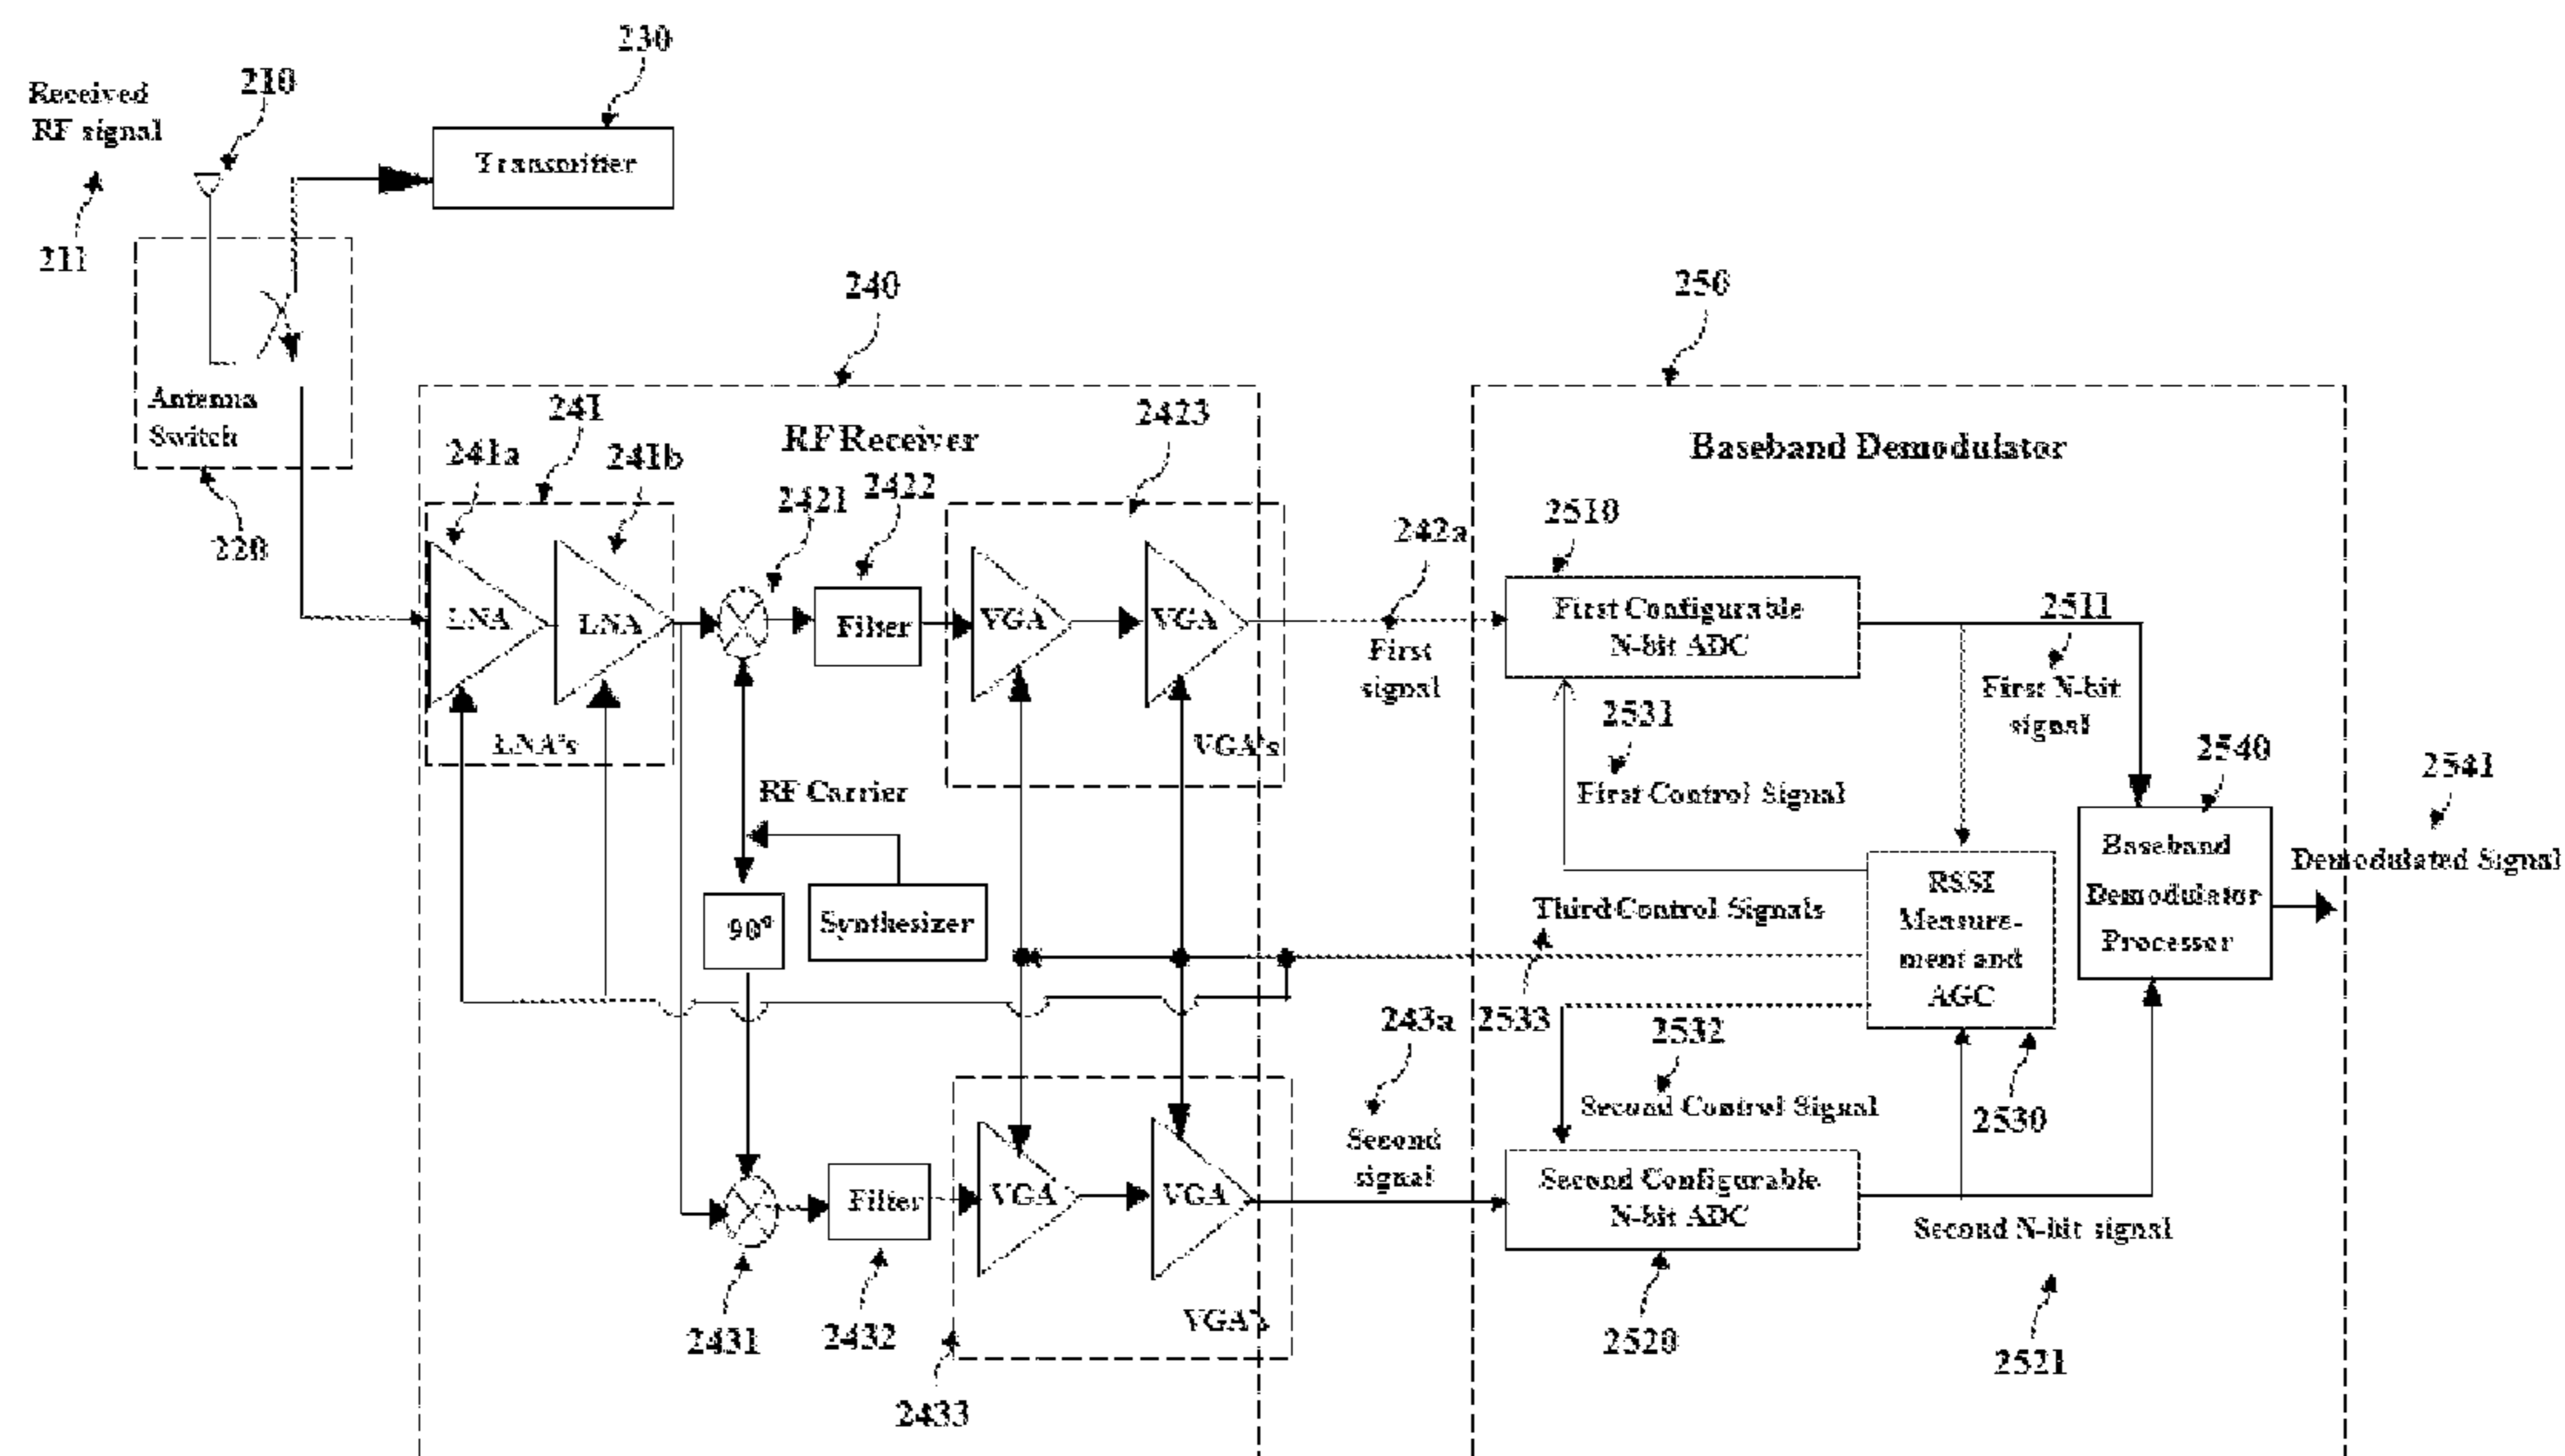 230
Received
RF signal
210
Transmitter
211
240
250
Antenna
Switch
241
2423
241a
241b
RF Receiver
Baseband Demodulator
2421
2422
220
242a
2510
LNA
LNA
Filter
VGA
VGA
First
signal
First Configurable
N-bit ADC
2511
First N-bit
signal
2531
LNA's
VGA's
2540
2541
RF Carrier
First Control Signal
Baseband
Demodulator
Processer
Demodulated Signal
90°
Synthesizer
Third Control Signals
RSSI
Measure-
ment and
AGC
243a
2533
2532
Second Control Signal
2530
Second
signal
Filter
VGA
VGA
Second Configurable
N-bit ADC
Second N-bit signal
2431
2432
VGA's
2520
2521
2433